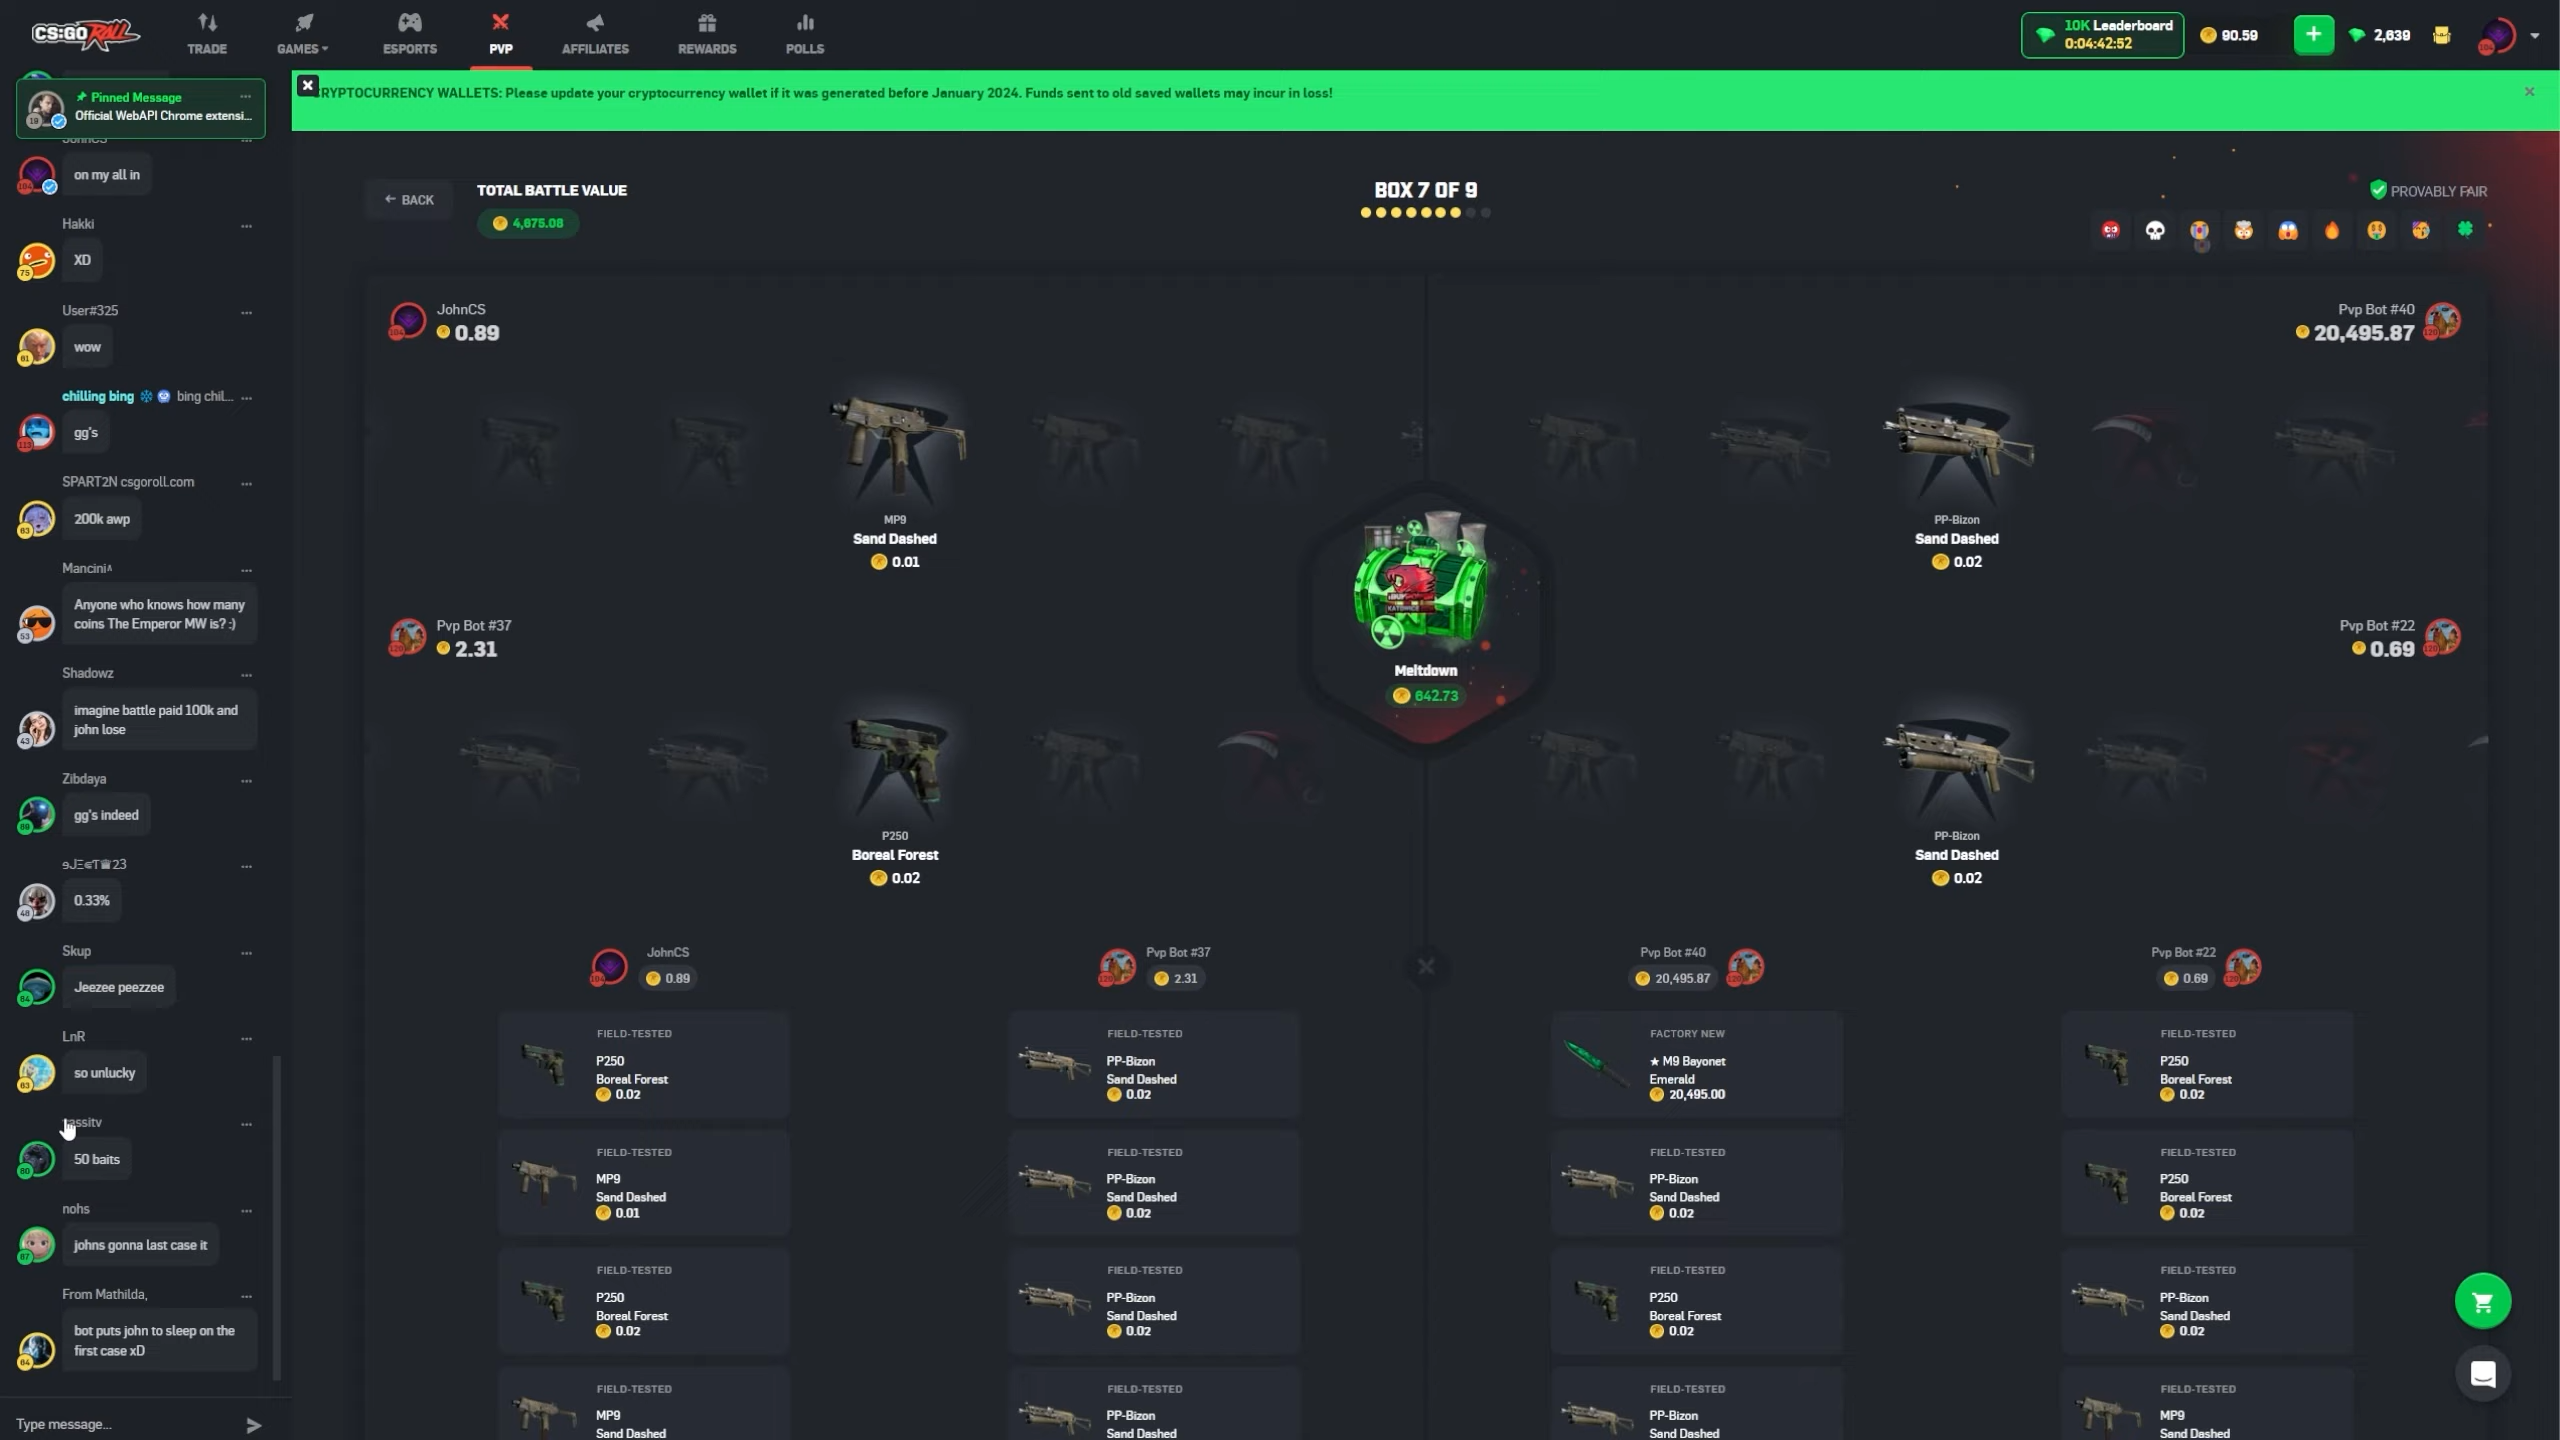 CS:GO ROLL
TRADE
GAMES
ESPORTS
PVP
AFFILIATES
REWARDS
POLLS
10K Leaderboard
0:04:42:52
90.59
2,639
Pinned Message
Official WebAPI Chrome extensi...
JohnCS
on my all in
Hakki
XD
User#325
wow
chilling bing bing chil...
gg's
SPART2N csgoroll.com
200k awp
Mancini^
Anyone who knows how many
coins The Emperor MW is? :)
Shadowz
imagine battle paid 100k and
john lose
Zibdaya
gg's indeed
0.33%
Skup
Jeezee peezzee
LnR
so unlucky
50 baits
nohs
johns gonna last case it
From Mathilda,
bot puts john to sleep on the
first case xD
Type message...
RYPTOCURRENCY WALLETS: Please update your cryptocurrency wallet if it was generated before January 2024. Funds sent to old saved wallets may incur in loss!
← BACK
TOTAL BATTLE VALUE
4,675.08
BOX 7 OF 9
PROVABLY FAIR
JohnCS
0.89
Pvp Bot #40
20,495.87
MP9
Sand Dashed
0.01
PP-Bizon
Sand Dashed
0.02
Pvp Bot #37
2.31
Meltdown
642.73
Pvp Bot #22
0.69
P250
Boreal Forest
0.02
PP-Bizon
Sand Dashed
0.02
JohnCS
0.89
Pvp Bot #37
2.31
Pvp Bot #40
20,495.87
Pvp Bot #22
0.69
FIELD-TESTED
P250
Boreal Forest
0.02
FIELD-TESTED
PP-Bizon
Sand Dashed
0.02
FACTORY NEW
★ M9 Bayonet
Emerald
20,495.00
FIELD-TESTED
P250
Boreal Forest
0.02
FIELD-TESTED
MP9
Sand Dashed
0.01
FIELD-TESTED
PP-Bizon
Sand Dashed
0.02
FIELD-TESTED
PP-Bizon
Sand Dashed
0.02
FIELD-TESTED
P250
Boreal Forest
0.02
FIELD-TESTED
P250
Boreal Forest
0.02
FIELD-TESTED
PP-Bizon
Sand Dashed
0.02
FIELD-TESTED
P250
Boreal Forest
0.02
FIELD-TESTED
PP-Bizon
Sand Dashed
0.02
FIELD-TESTED
MP9
Sand Dashed
FIELD-TESTED
PP-Bizon
Sand Dashed
FIELD-TESTED
PP-Bizon
Sand Dashed
FIELD-TESTED
MP9
Sand Dashed